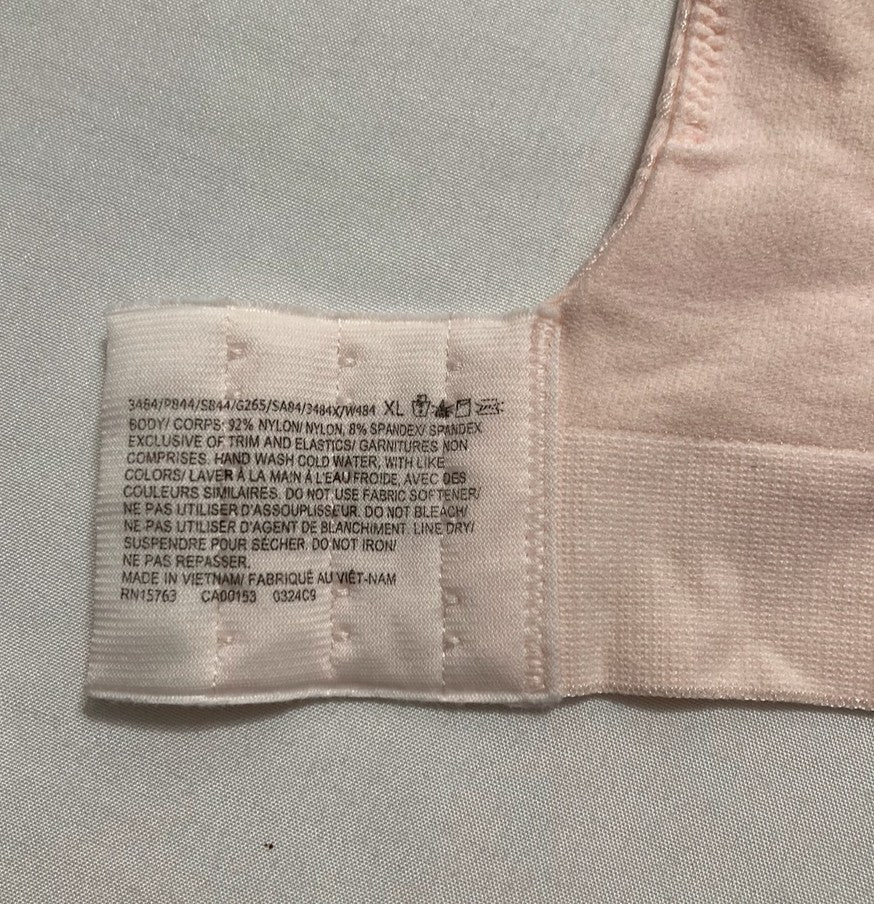 3484/P844/S844/G265/SA84/3484X/W484 XL
BODY/ CORPS: 92% NYLON/ NYLON, 8% SPANDEX/ SPANDEX
EXCLUSIVE OF TRIM AND ELASTICS/ GARNITURES NON
COMPRISES. HAND WASH COLD WATER, WITH LIKE
COLORS/ LAVER À LA MAIN À L'EAU FROIDE, AVEC DES
COULEURS SIMILAIRES. DO NOT USE FABRIC SOFTENER/
NE PAS UTILISER D'ASSOUPLISSEUR. DO NOT BLEACH/
NE PAS UTILISER D'AGENT DE BLANCHIMENT. LINE DRY/
SUSPENDRE POUR SÉCHER. DO NOT IRON/
NE PAS REPASSER.
MADE IN VIETNAM/ FABRIQUÉ AU VIÊT-NAM
RN15763 CA00153 0324C9